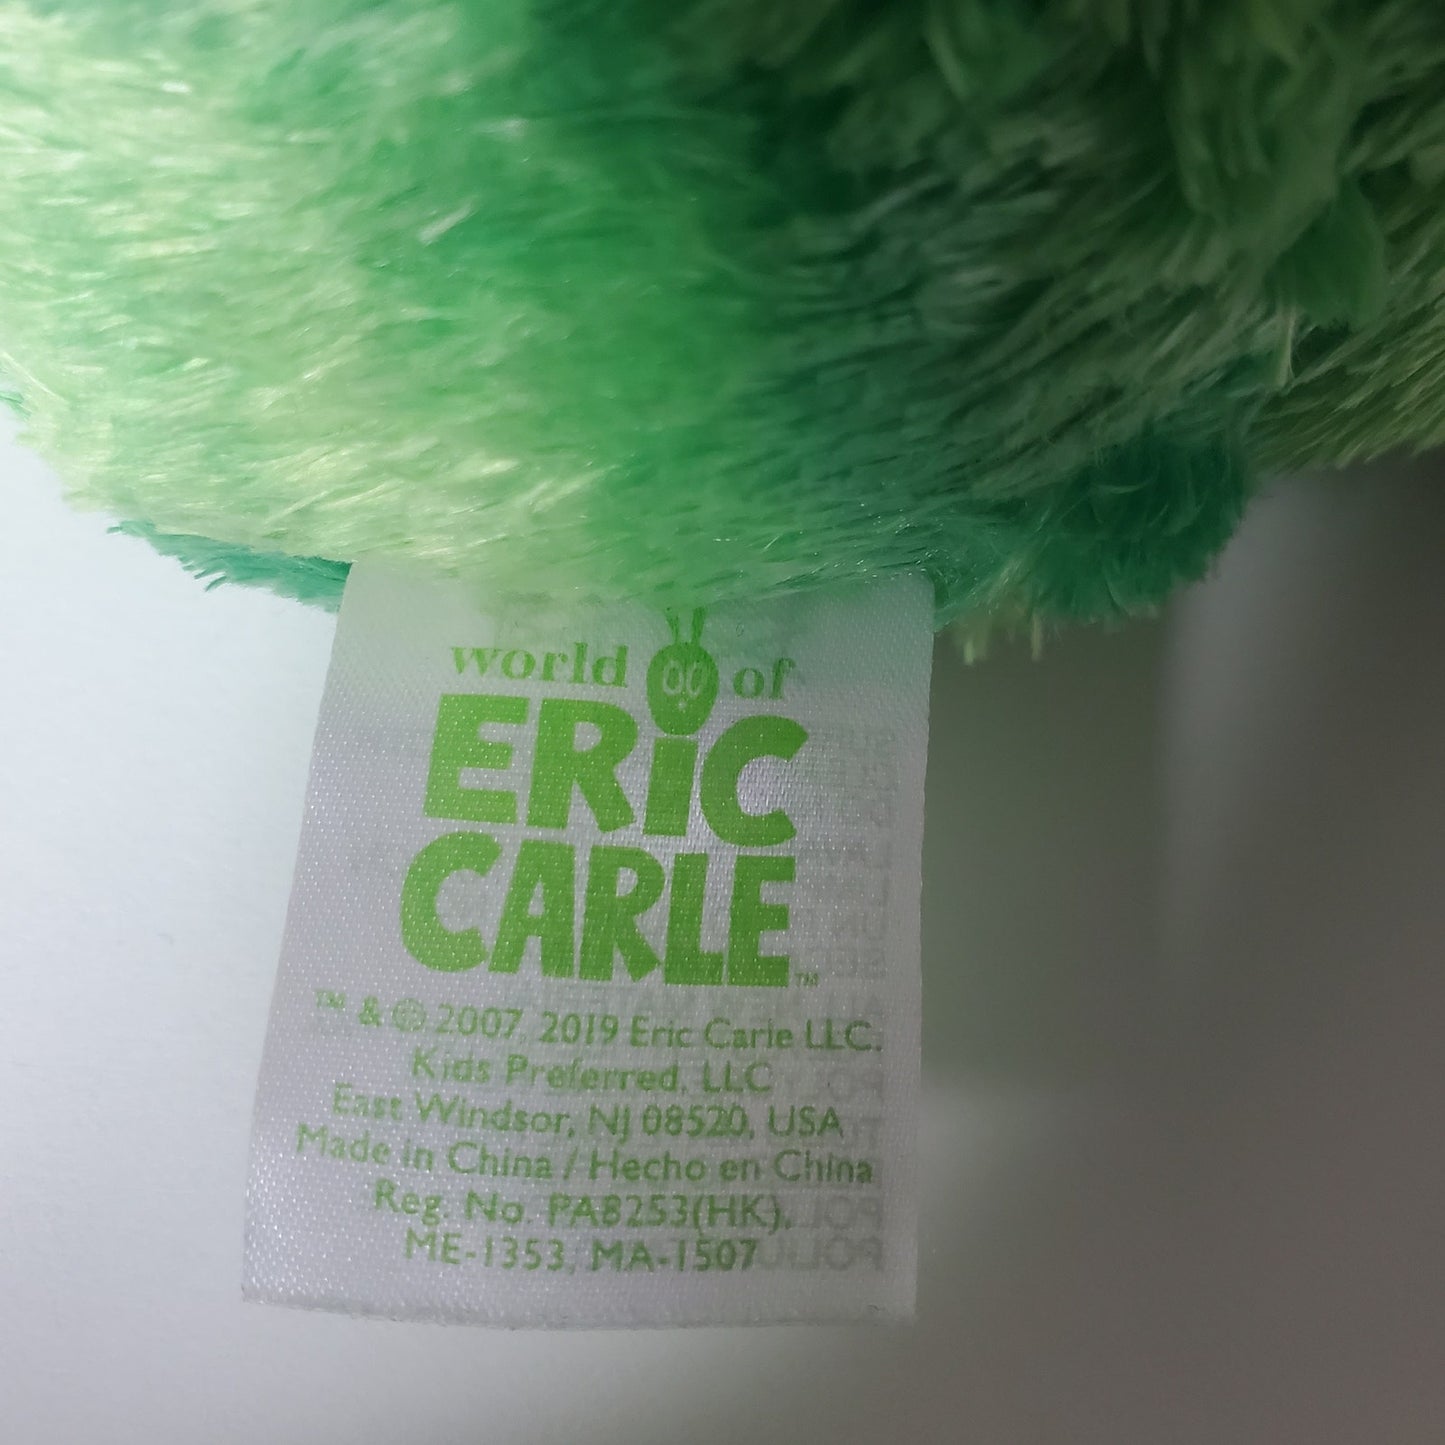 world of
ERiC
CARLE™
™ & © 2007, 2019 Eric Carle LLC.
Kids Preferred, LLC
East Windsor, NJ 08520, USA
Made in China / Hecho en China
Reg. No. PA8253(HK),
ME-1353, MA-1507